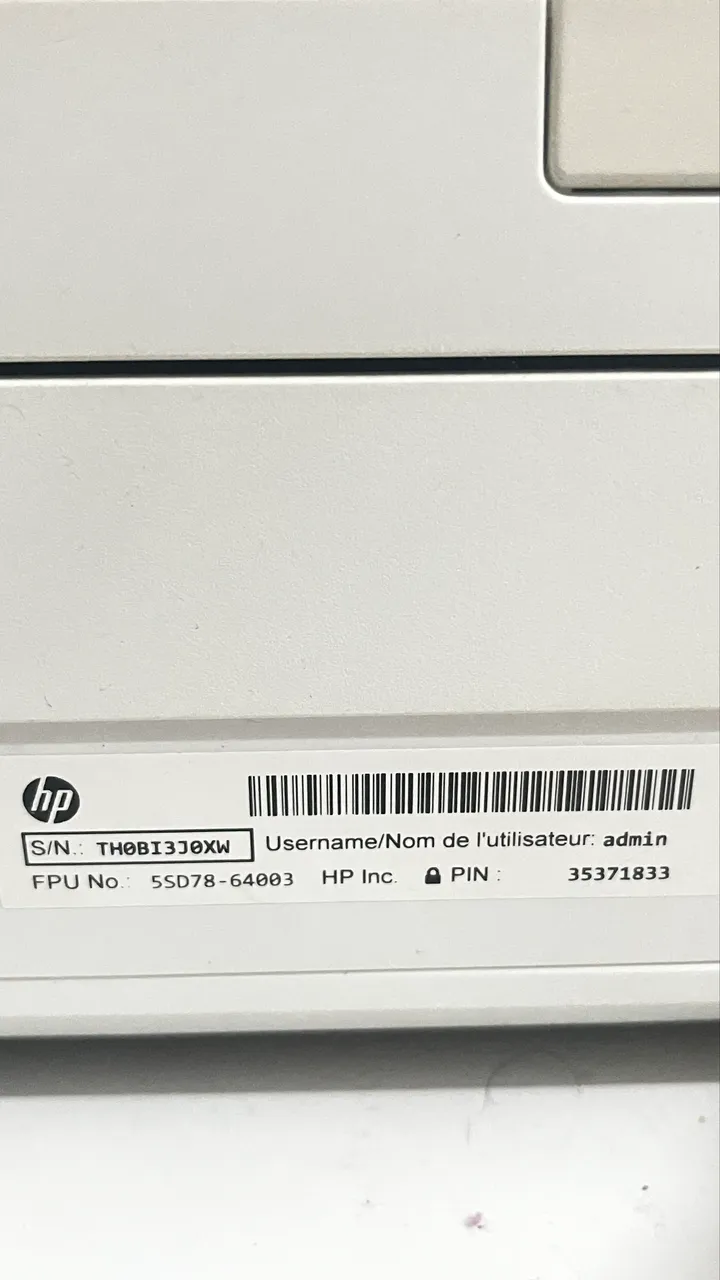 hp
S/N.: TH0BI3J0XW Username/Nom de l'utilisateur: admin
FPU No.: 5SD78-64003 HP Inc. PIN : 35371833